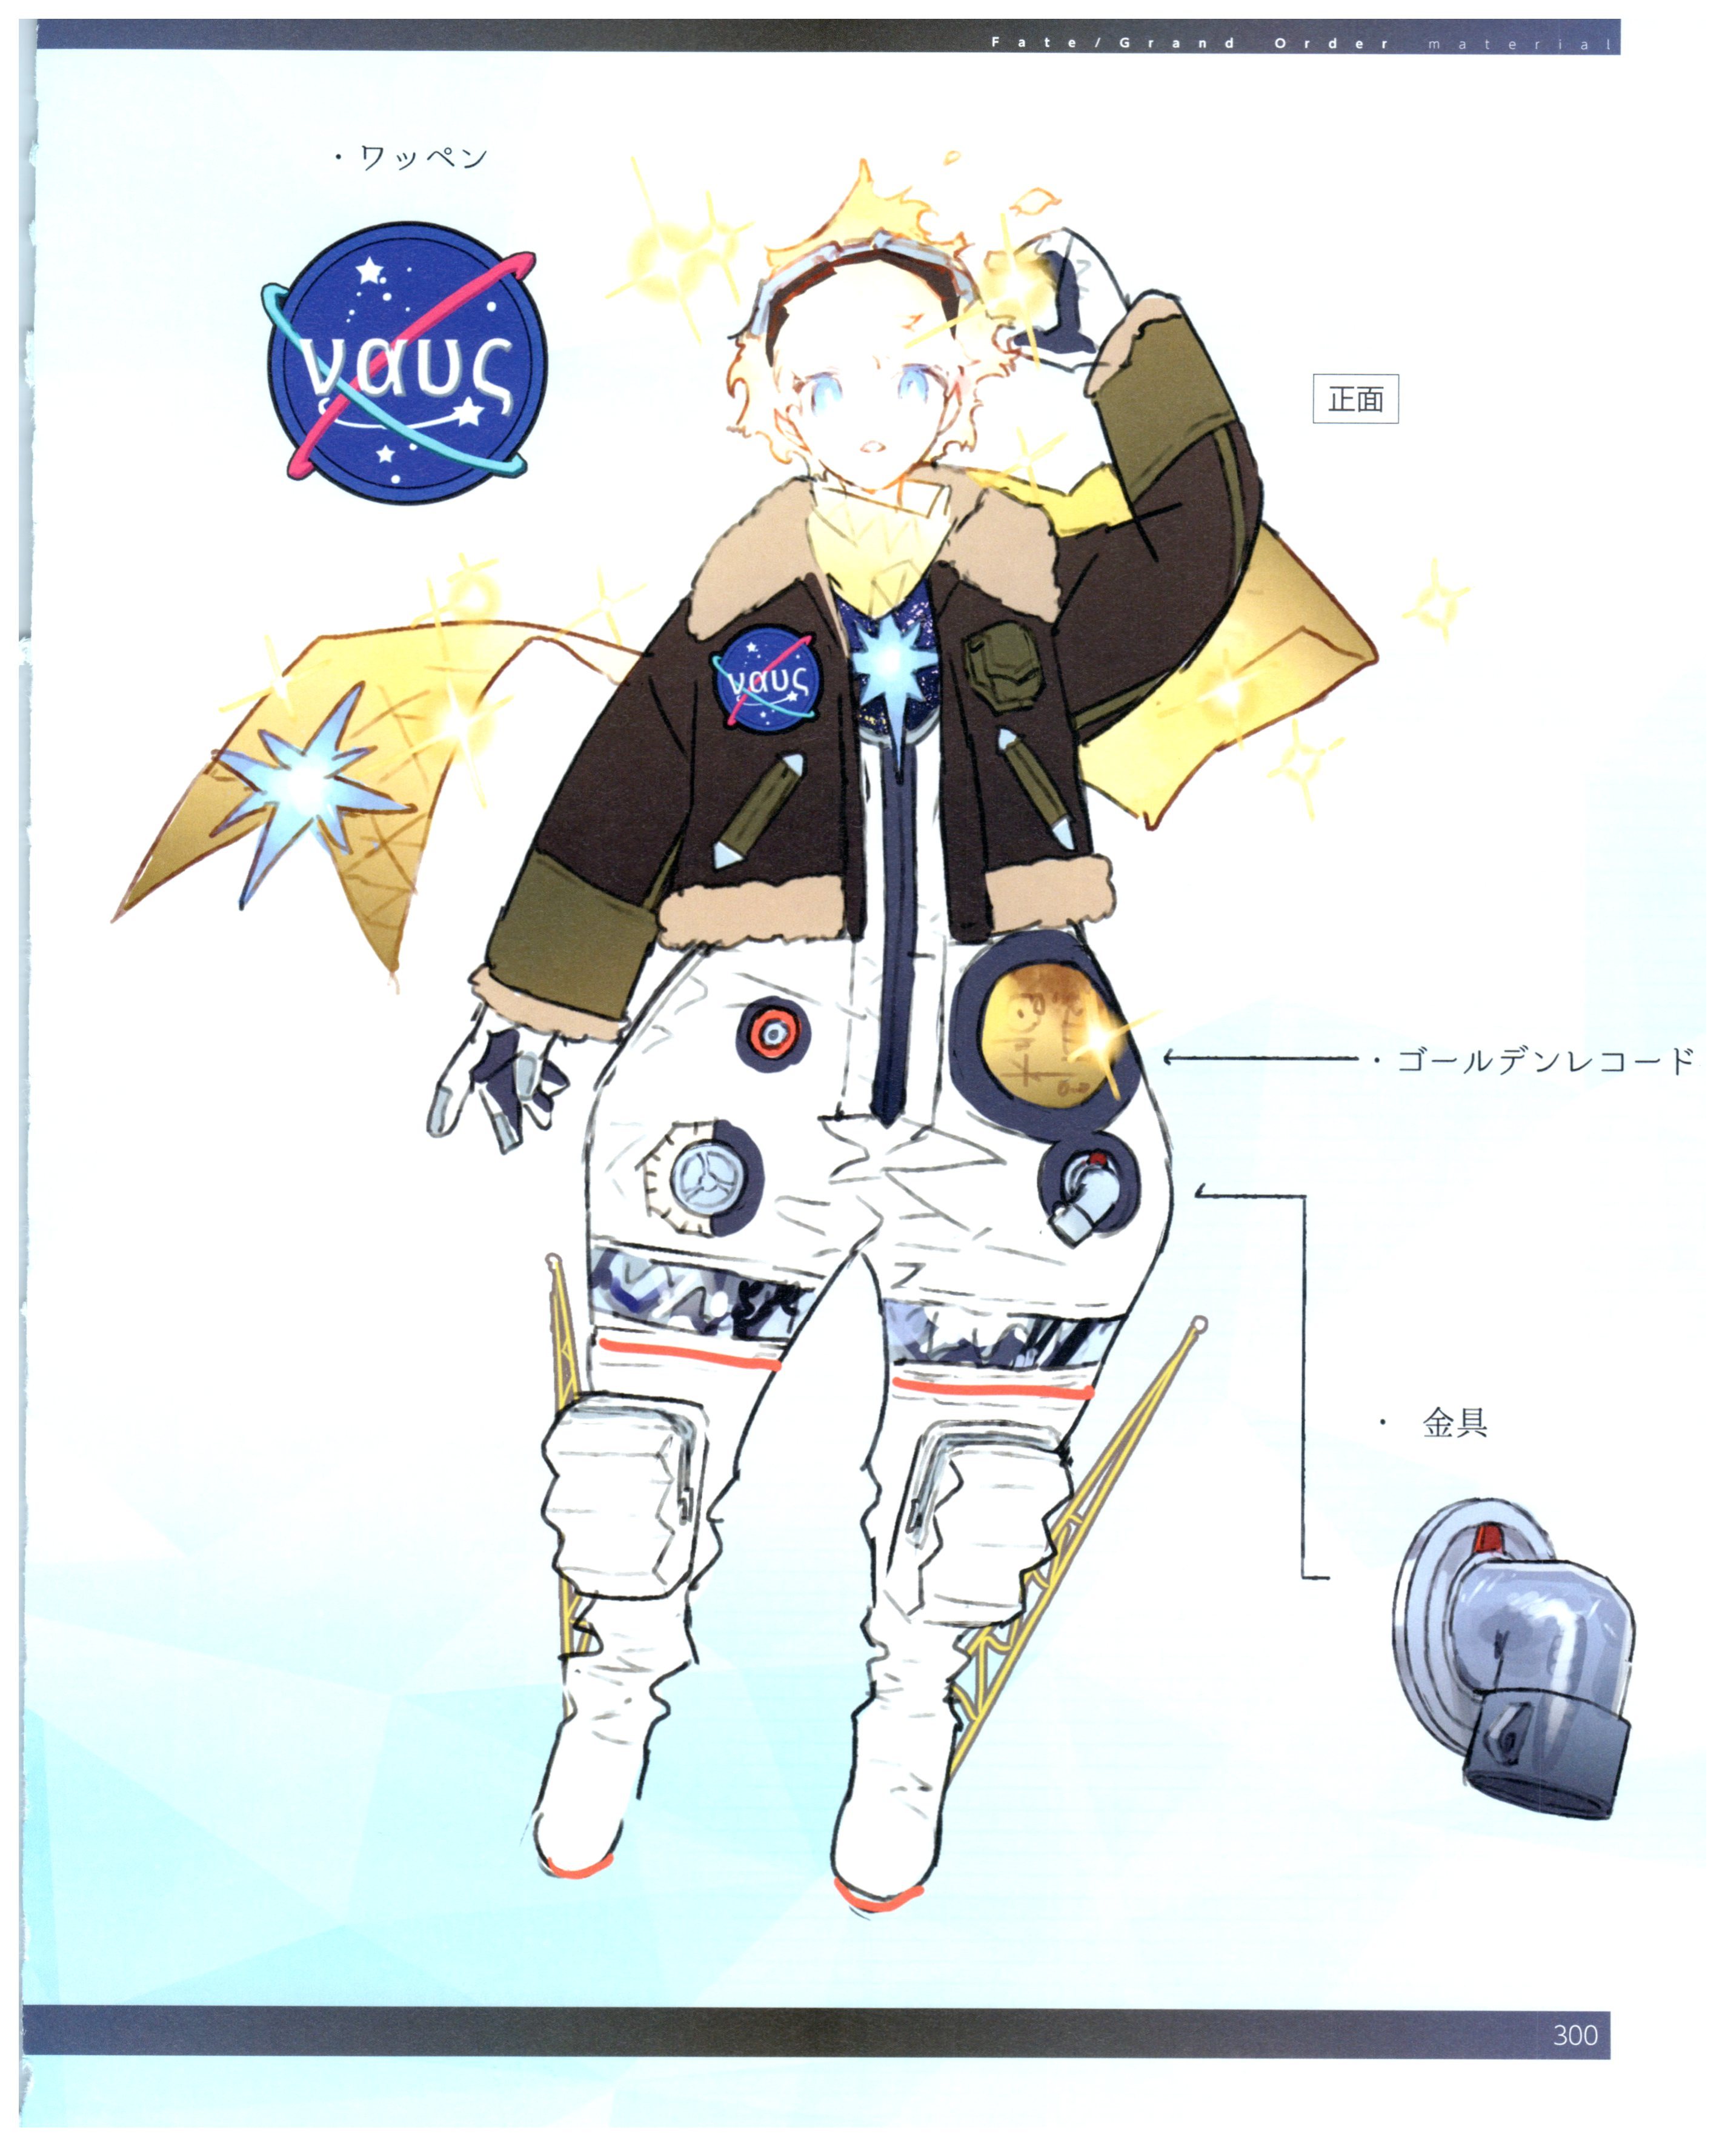 Fate/Grand Order material
・ワッペン
ναυς
正面
ναυς
・ゴールデンレコード
・金具
300